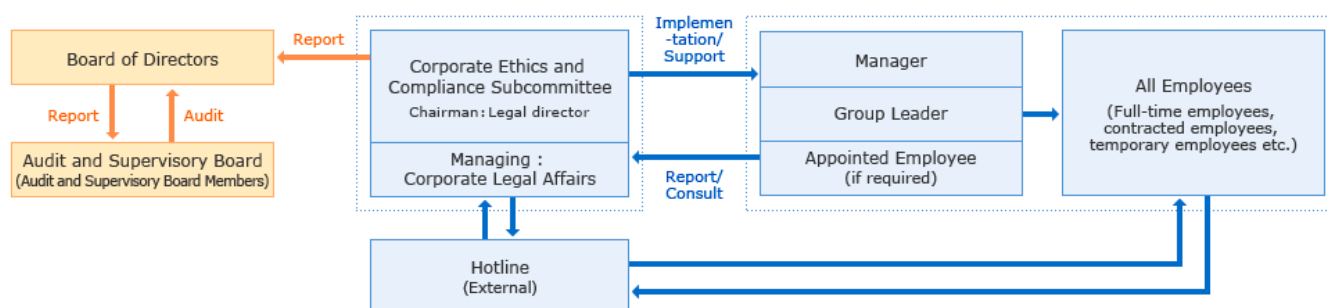 Report
Board of Directors
Report
Audit
Audit and Supervisory Board
(Audit and Supervisory Board Members)
Corporate Ethics and
Compliance Subcommittee
Chairman : Legal director
Managing :
Corporate Legal Affairs
Implemen
-tation/
Support
Report/
Consult
Manager
Group Leader
Appointed Employee
(if required)
All Employees
(Full-time employees,
contracted employees,
temporary employees etc.)
Hotline
(External)